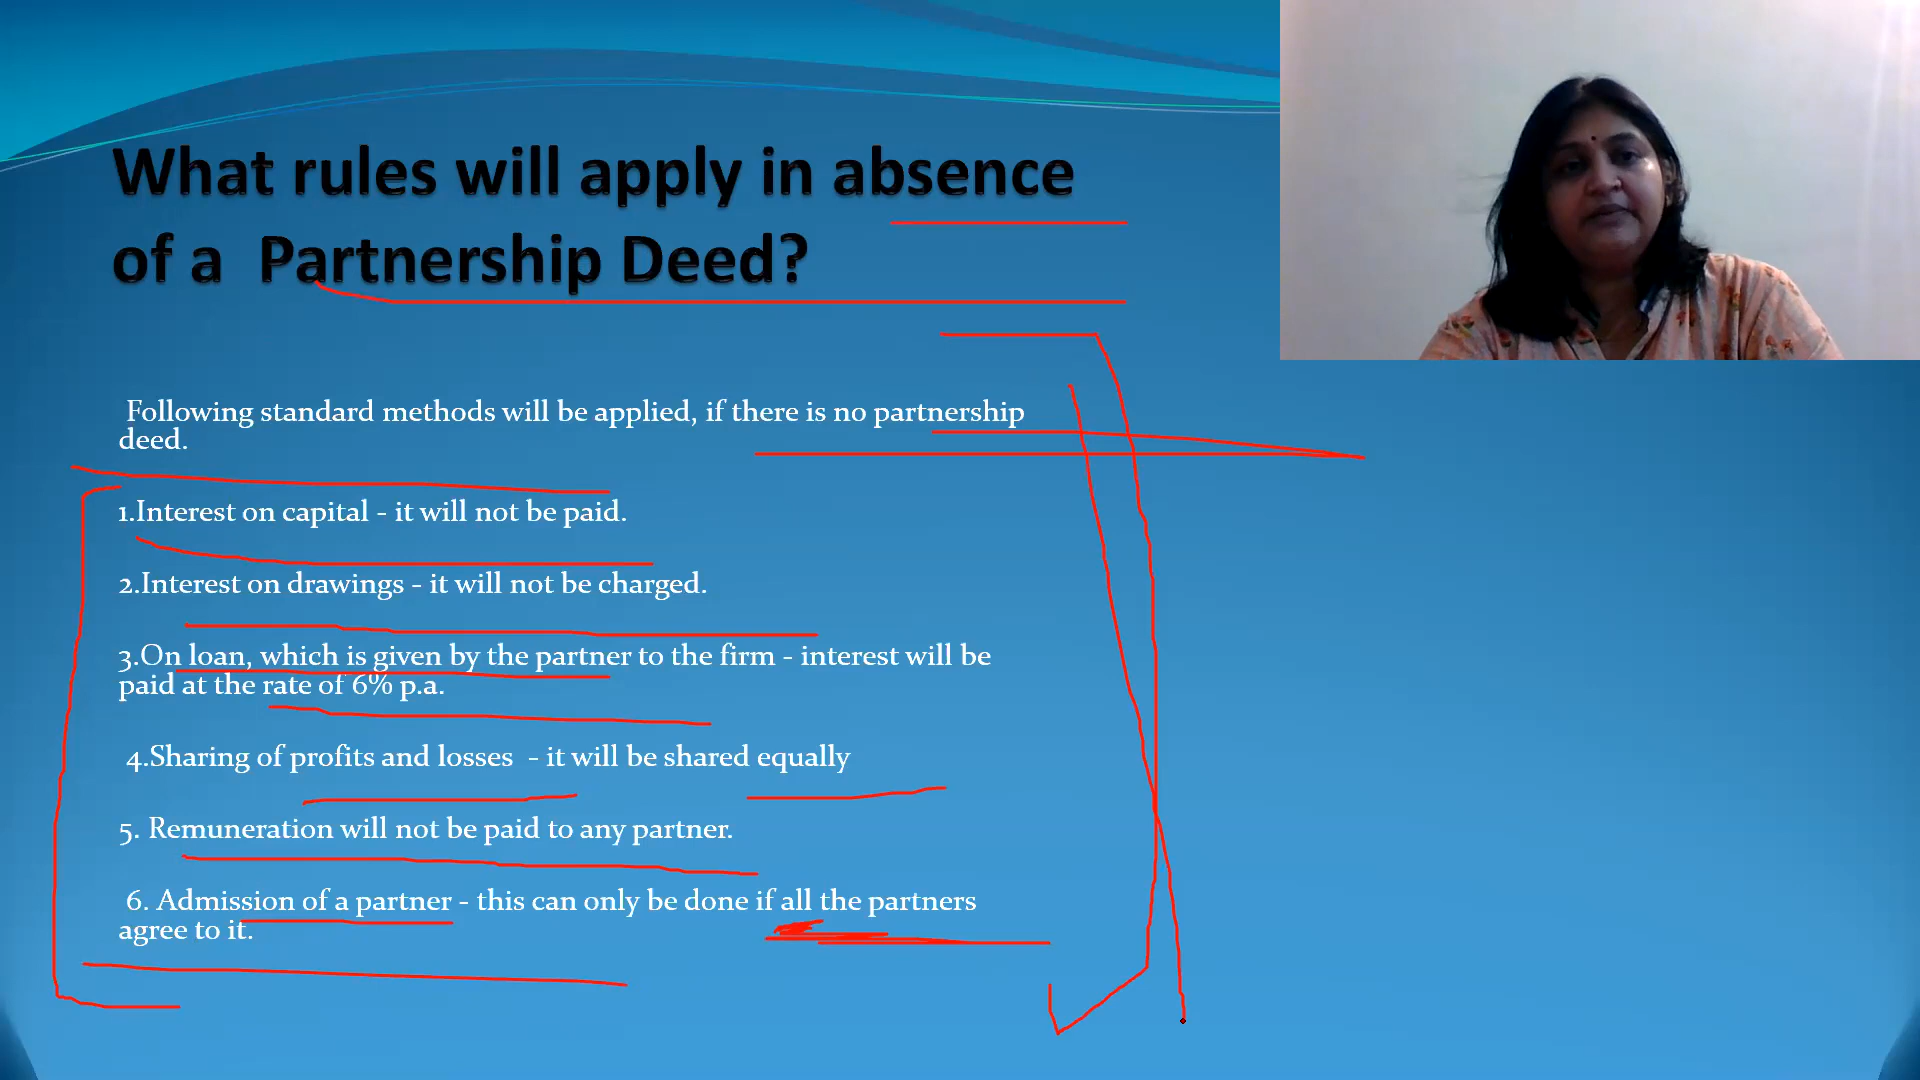 What rules will apply in absence
of a Partnership Deed?
Following standard methods will be applied, if there is no partnership
deed.
1.Interest on capital - it will not be paid.
2.Interest on drawings - it will not be charged.
3.On loan, which is given by the partner to the firm - interest will be
paid at the rate of 6% p.a.
4.Sharing of profits and losses - it will be shared equally
5. Remuneration will not be paid to any partner.
6. Admission of a partner - this can only be done if all the partners
agree to it.